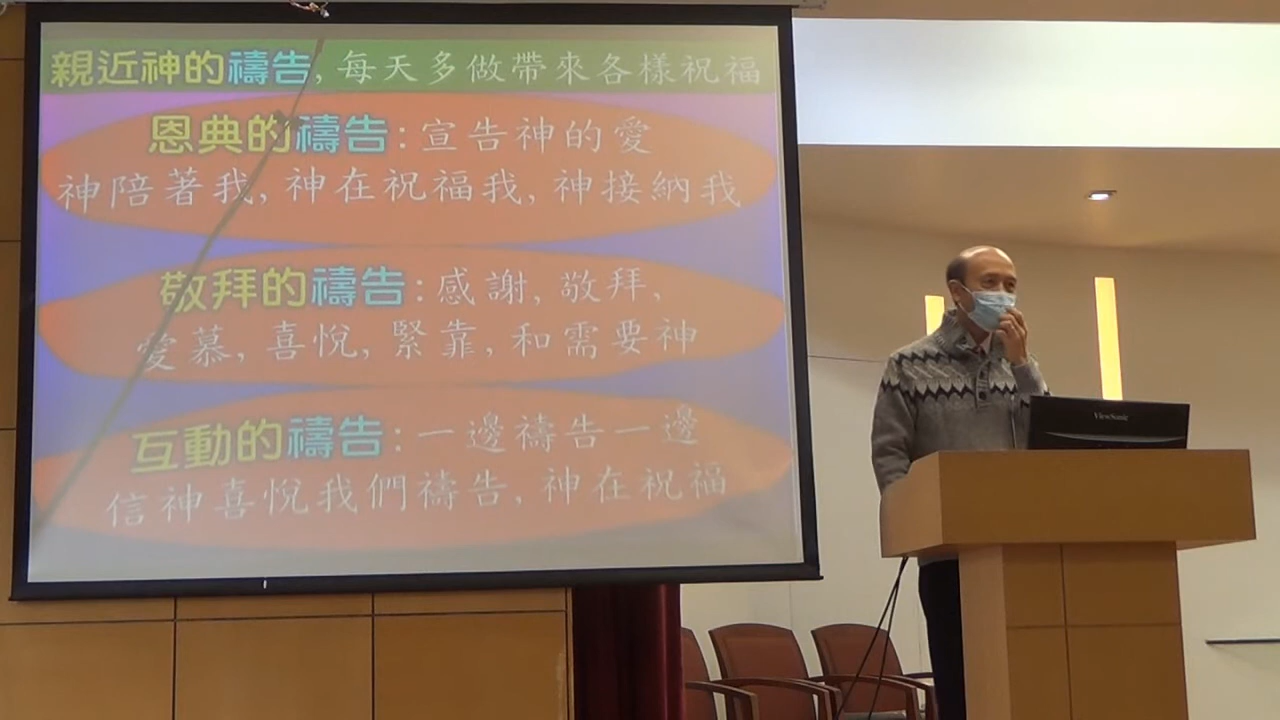 親近神的禱告, 每天多做帶來各樣祝福
恩典的禱告: 宣告神的愛
神陪著我, 神在祝福我, 神接納我
敬拜的禱告: 感謝, 敬拜,
愛慕, 喜悅, 緊靠, 和需要神
互動的禱告: 一邊禱告一邊
信神喜悅我們禱告, 神在祝福
ViewSonic